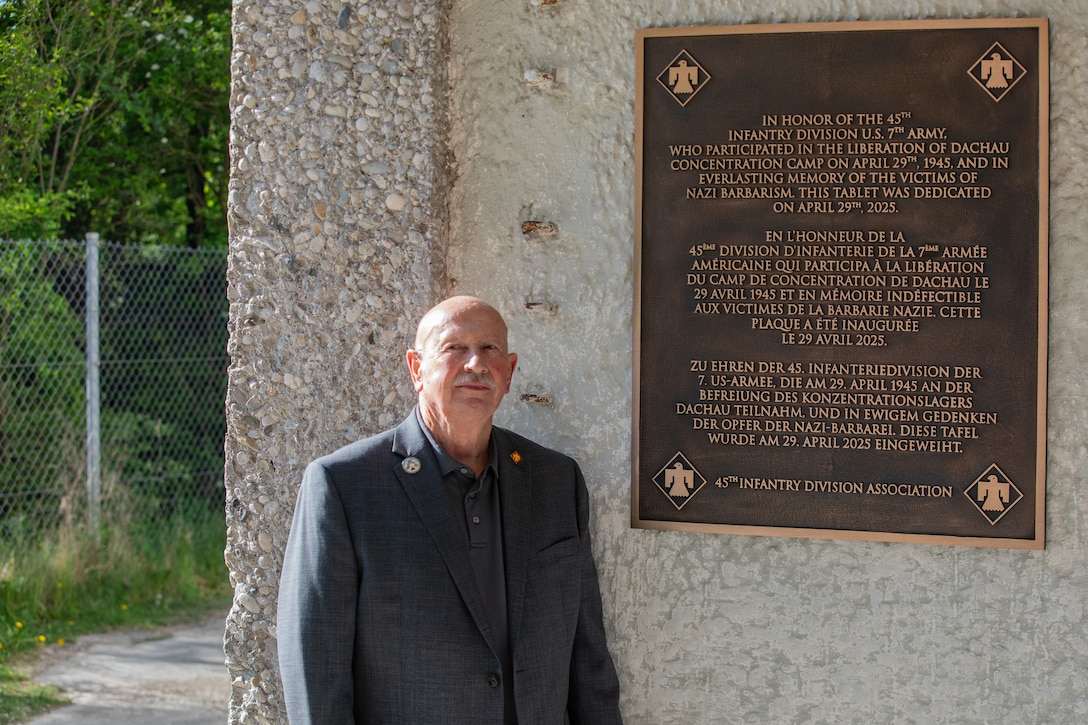 IN HONOR OF THE 45TH
INFANTRY DIVISION U.S. 7TH ARMY,
WHO PARTICIPATED IN THE LIBERATION OF DACHAU
CONCENTRATION CAMP ON APRIL 29TH, 1945, AND IN
EVERLASTING MEMORY OF THE VICTIMS OF
NAZI BARBARISM. THIS TABLET WAS DEDICATED
ON APRIL 29TH, 2025.
EN L'HONNEUR DE LA
45ÈME DIVISION D'INFANTERIE DE LA 7ÈME ARMÉE
AMÉRICAINE QUI PARTICIPA À LA LIBÉRATION
DU CAMP DE CONCENTRATION DE DACHAU LE
29 AVRIL 1945 ET EN MÉMOIRE INDÉFECTIBLE
AUX VICTIMES DE LA BARBARIE NAZIE. CETTE
PLAQUE A ÉTÉ INAUGURÉE
LE 29 AVRIL 2025.
ZU EHREN DER 45. INFANTERIEDIVISION DER
7. US-ARMEE, DIE AM 29. APRIL 1945 AN DER
BEFREIUNG DES KONZENTRATIONSLAGERS
DACHAU TEILNAHM, UND IN EWIGEM GEDENKEN
DER OPFER DER NAZI-BARBAREI. DIESE TAFEL
WURDE AM 29. APRIL 2025 EINGEWEIHT.
45TH INFANTRY DIVISION ASSOCIATION